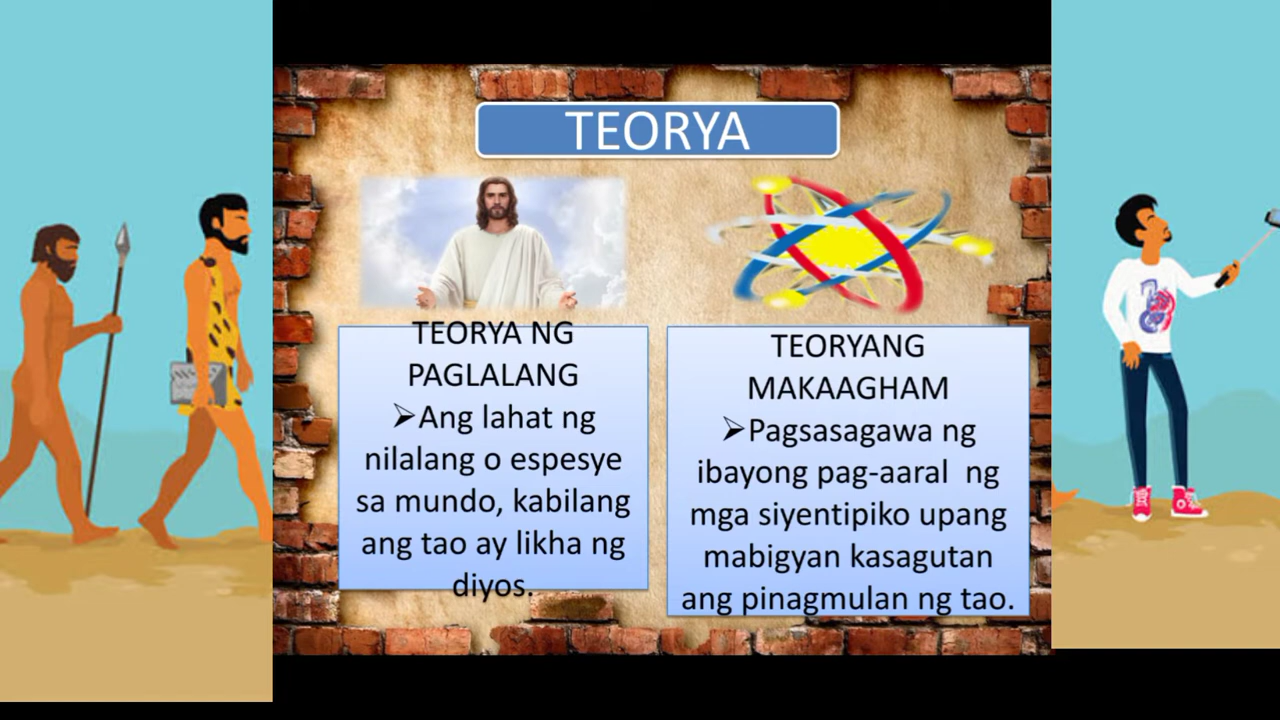 TEORYA
TEORYA NG
PAGLALANG
➢Ang lahat ng
nilalang o espesye
sa mundo, kabilang
ang tao ay likha ng
diyos.
TEORYANG
MAKAAGHAM
➢Pagsasagawa ng
ibayong pag-aaral ng
mga siyentipiko upang
mabigyan kasagutan
ang pinagmulan ng tao.